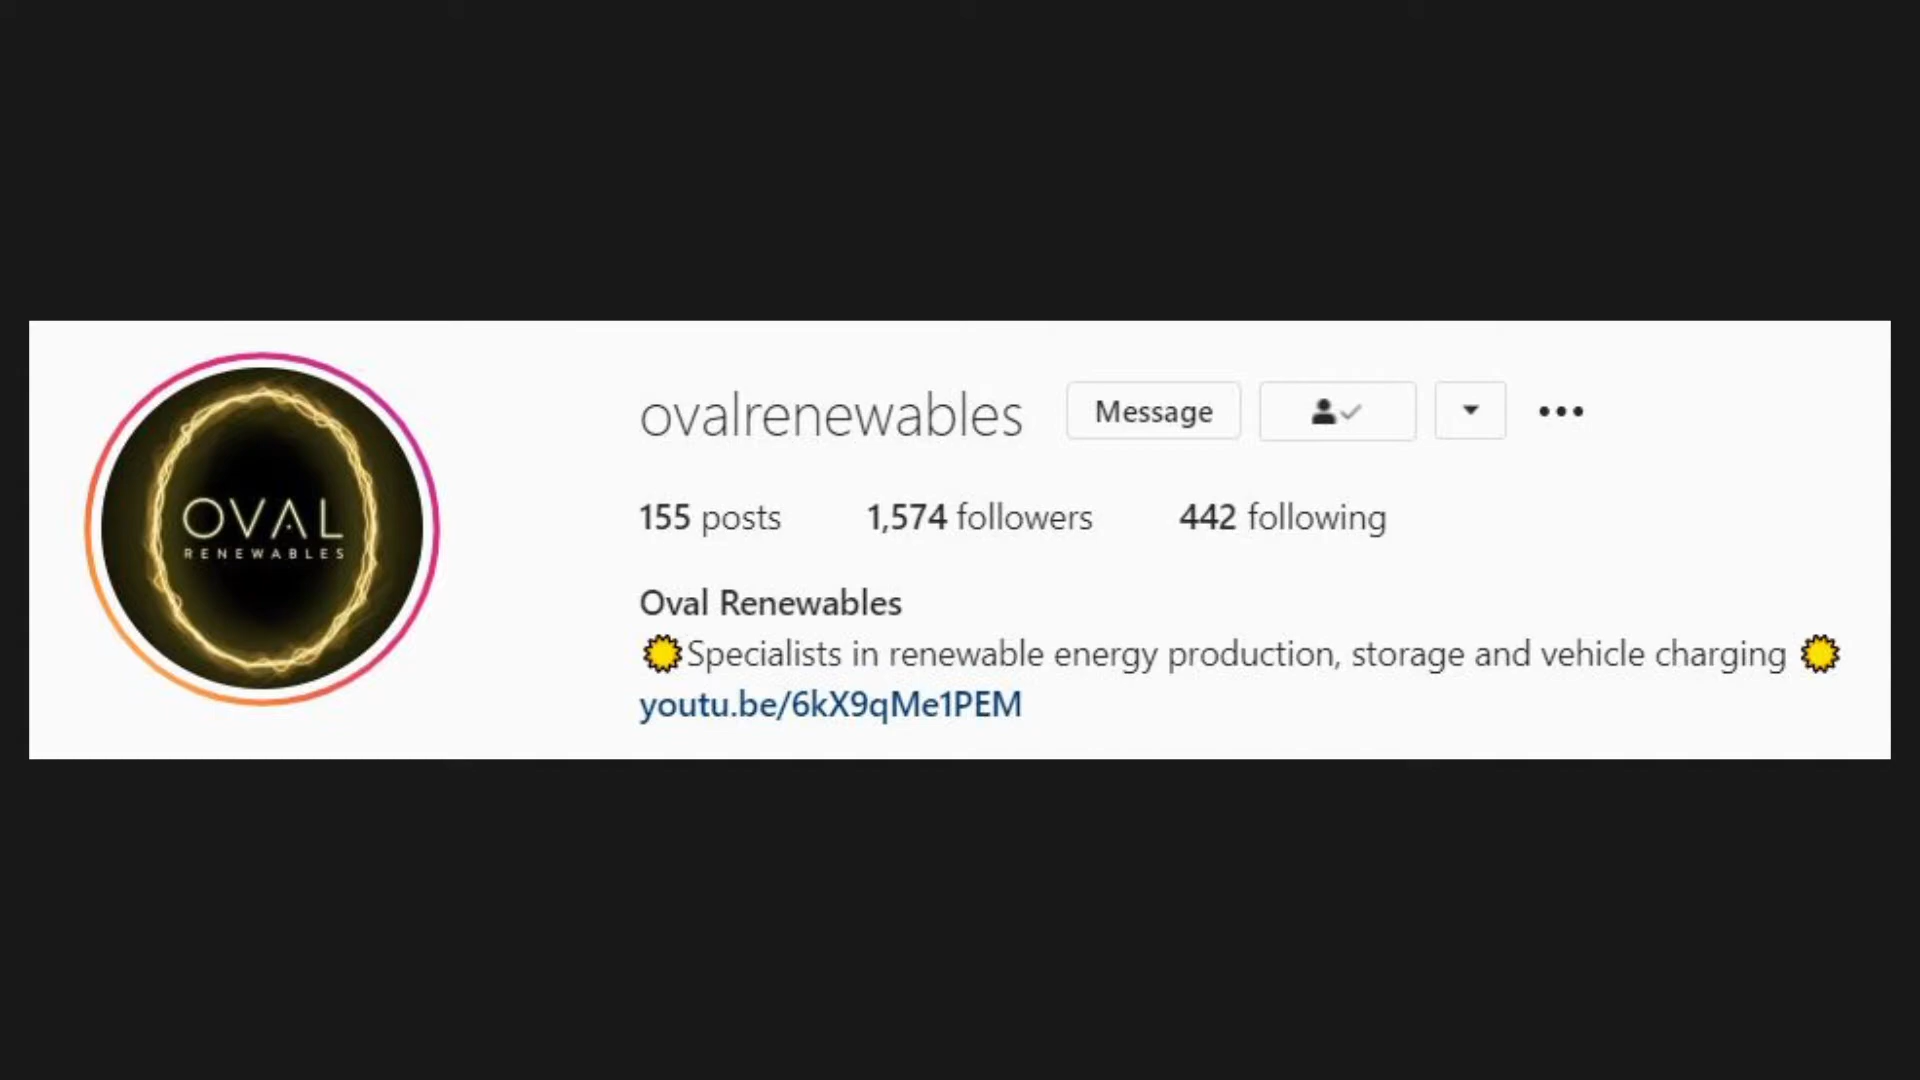 OVAL
RENEWABLES
ovalrenewables Message
155 posts 1,574 followers 442 following
Oval Renewables
Specialists in renewable energy production, storage and vehicle charging
youtu.be/6kX9qMe1PEM